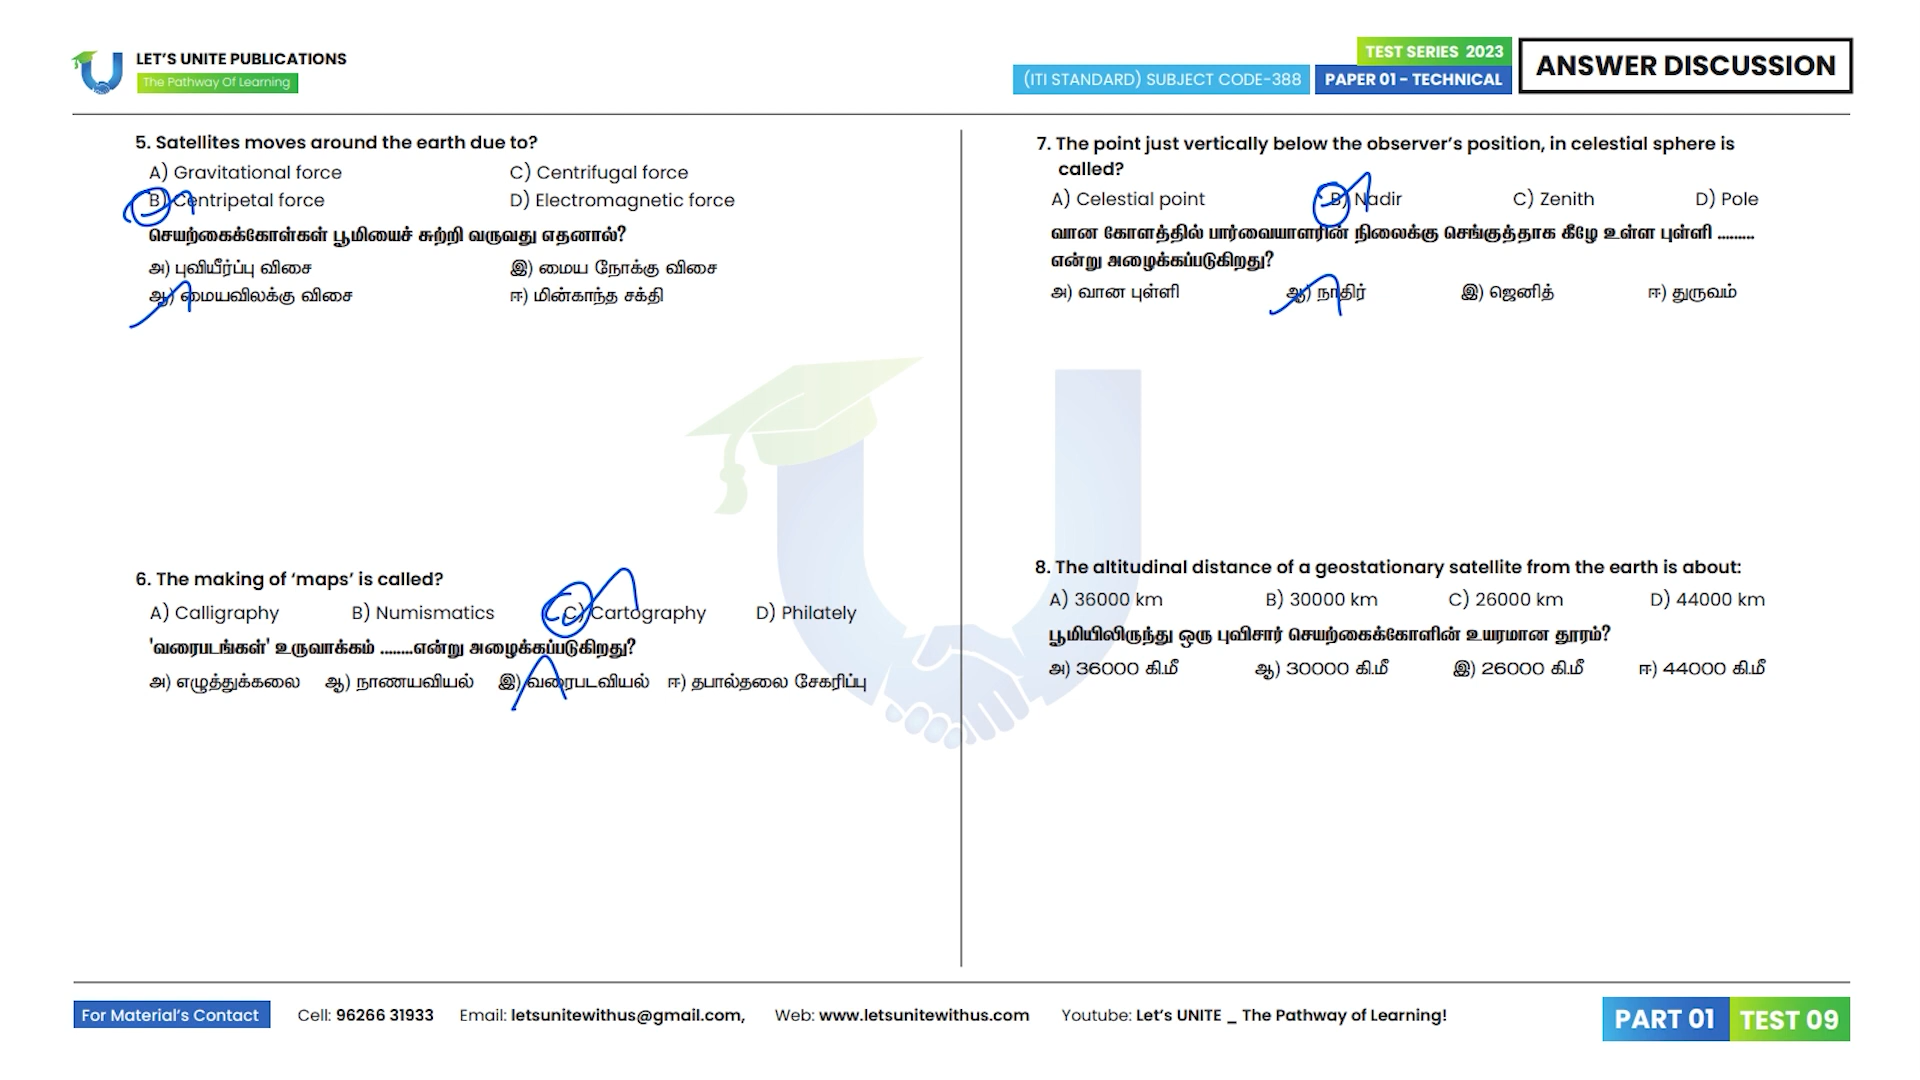 LET'S UNITE PUBLICATIONS
The Pathway Of Learning
TEST SERIES 2023
(ITI STANDARD) SUBJECT CODE-388
PAPER 01 - TECHNICAL
ANSWER DISCUSSION
5. Satellites moves around the earth due to?
A) Gravitational force C) Centrifugal force
B) Centripetal force D) Electromagnetic force
செயற்கைக்கோள்கள் பூமியைச் சுற்றி வருவது எதனால்?
அ) புவியீர்ப்பு விசை இ) மைய நோக்கு விசை
ஆ) மையவிலக்கு விசை ஈ) மின்காந்த சக்தி
6. The making of 'maps' is called?
A) Calligraphy B) Numismatics C) Cartography D) Philately
'வரைபடங்கள்' உருவாக்கம் ........என்று அழைக்கப்படுகிறது?
அ) எழுத்துக்கலை ஆ) நாணயவியல் இ) வரைபடவியல் ஈ) தபால்தலை சேகரிப்பு
7. The point just vertically below the observer's position, in celestial sphere is
called?
A) Celestial point B) Nadir C) Zenith D) Pole
வான கோளத்தில் பார்வையாளரின் நிலைக்கு செங்குத்தாக கீழே உள்ள புள்ளி .........
என்று அழைக்கப்படுகிறது?
அ) வான புள்ளி ஆ) நாதிர் இ) ஜெனித் ஈ) துருவம்
8. The altitudinal distance of a geostationary satellite from the earth is about:
A) 36000 km B) 30000 km C) 26000 km D) 44000 km
பூமியிலிருந்து ஒரு புவிசார் செயற்கைக்கோளின் உயரமான தூரம்?
அ) 36000 கி.மீ ஆ) 30000 கி.மீ இ) 26000 கி.மீ ஈ) 44000 கி.மீ
For Material's Contact Cell: 96266 31933 Email: letsunitewithus@gmail.com, Web: www.letsunitewithus.com Youtube: Let's UNITE _ The Pathway of Learning!
PART 01 TEST 09